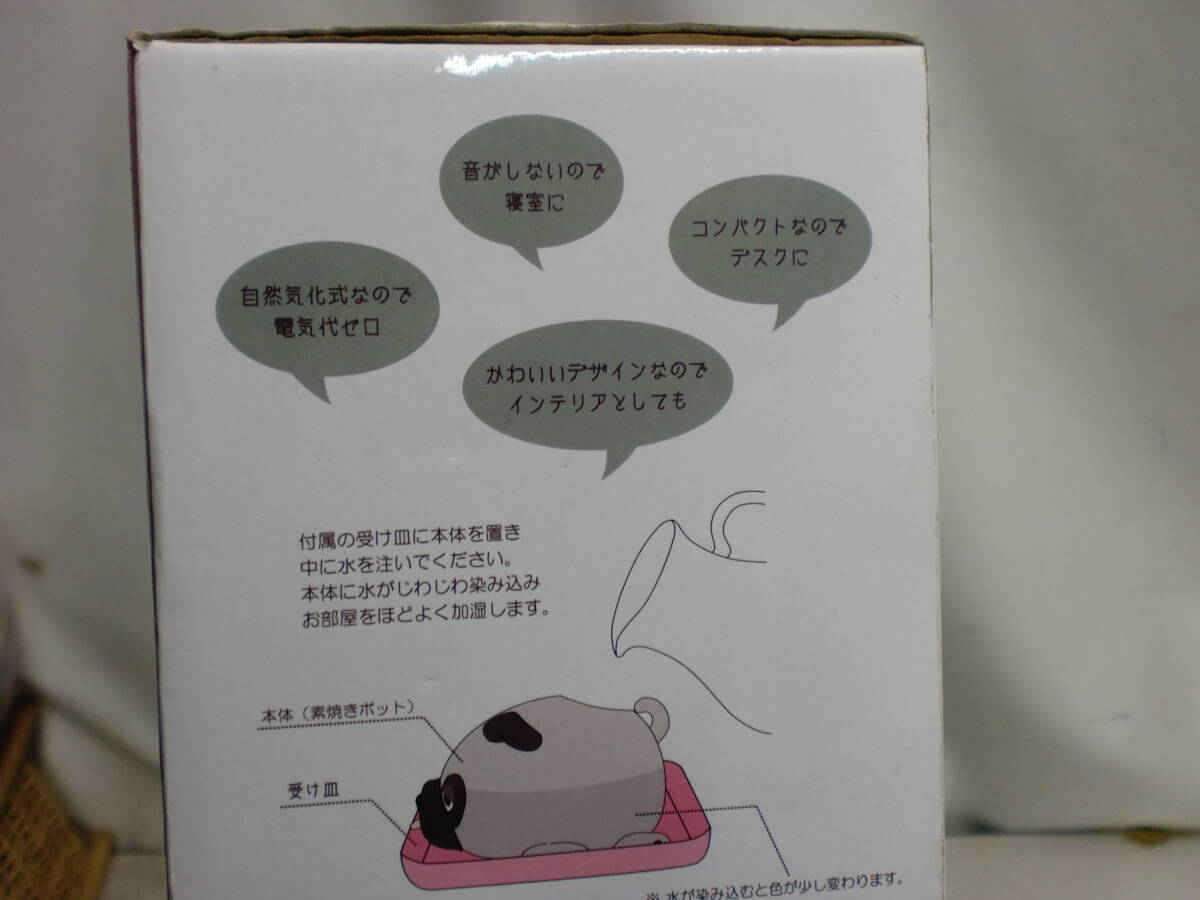 音がしないので
寝室に
コンパクトなので
デスクに
自然気化式なので
電気代ゼロ
かわいいデザインなので
インテリアとしても
付属の受け皿に本体を置き
中に水を注いでください。
本体に水がじわじわ染み込み
お部屋をほどよく加湿します。
本体（素焼きポット）
受け皿
※ 水が染み込むと色が少し変わります。